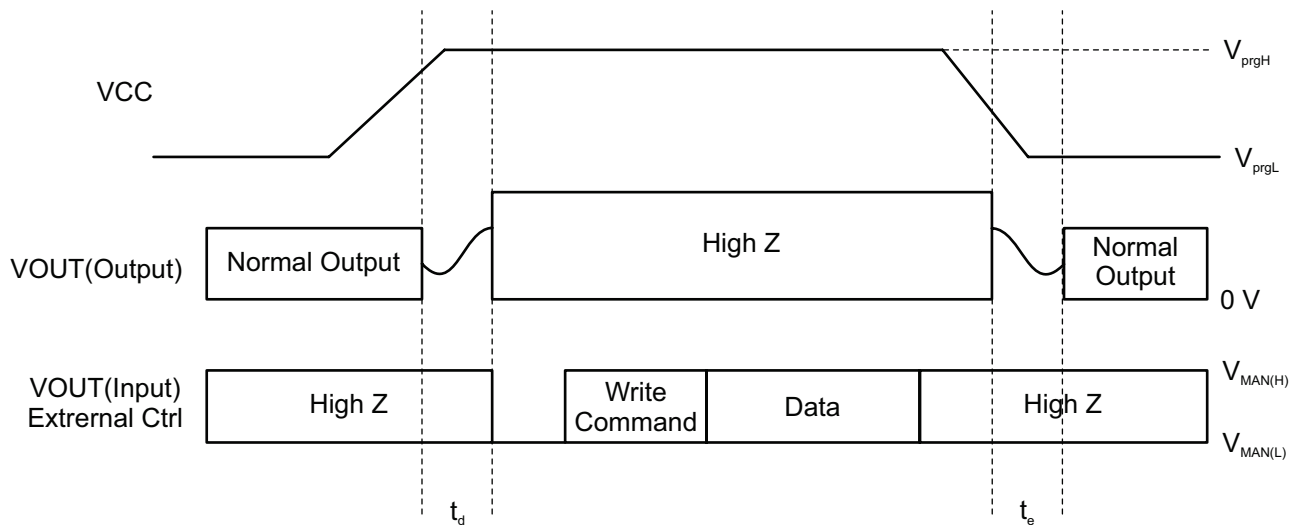 VCC
V_prgH
V_prgL
VOUT(Output)
Normal Output
High Z
Normal
Output
0 V
VOUT(Input)
Extrernal Ctrl
High Z
Write
Command
Data
High Z
V_MAN(H)
V_MAN(L)
t_d
t_e